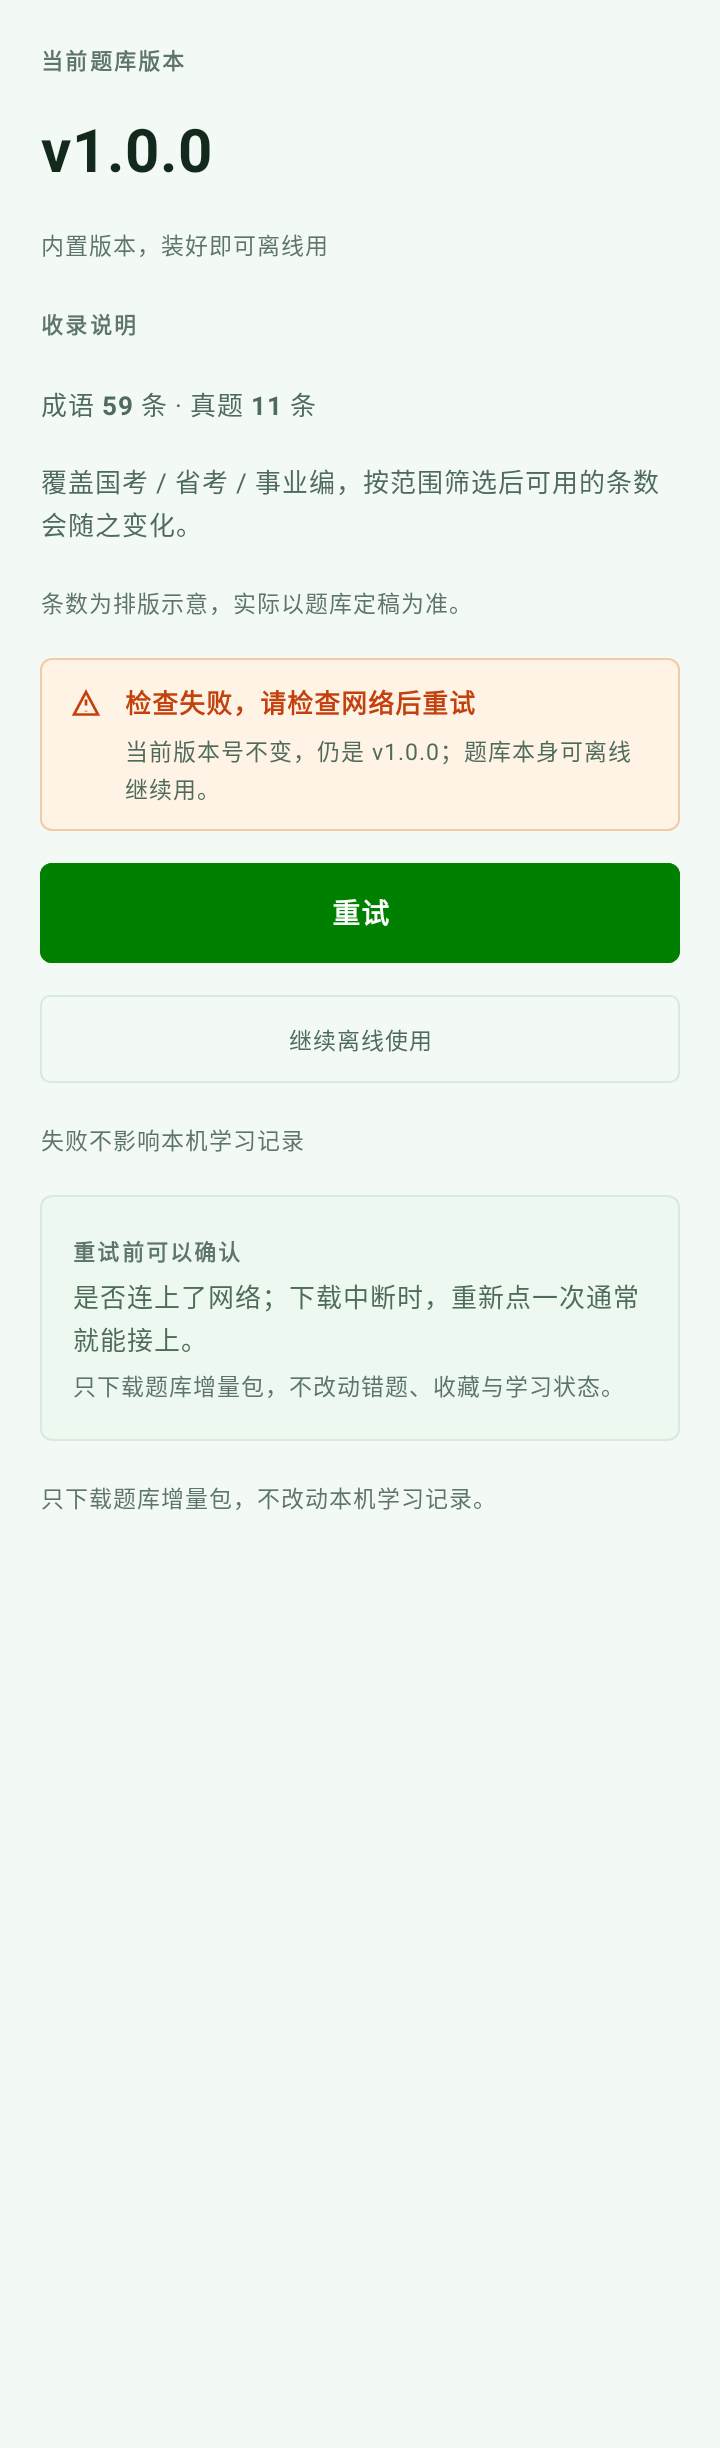 当前题库版本
v1.0.0
内置版本，装好即可离线用
收录说明
成语 59 条 · 真题 11 条
覆盖国考 / 省考 / 事业编，按范围筛选后可用的条数
会随之变化。
条数为排版示意，实际以题库定稿为准。
检查失败，请检查网络后重试
当前版本号不变，仍是 v1.0.0；题库本身可离线
继续用。
重试
继续离线使用
失败不影响本机学习记录
重试前可以确认
是否连上了网络；下载中断时，重新点一次通常
就能接上。
只下载题库增量包，不改动错题、收藏与学习状态。
只下载题库增量包，不改动本机学习记录。